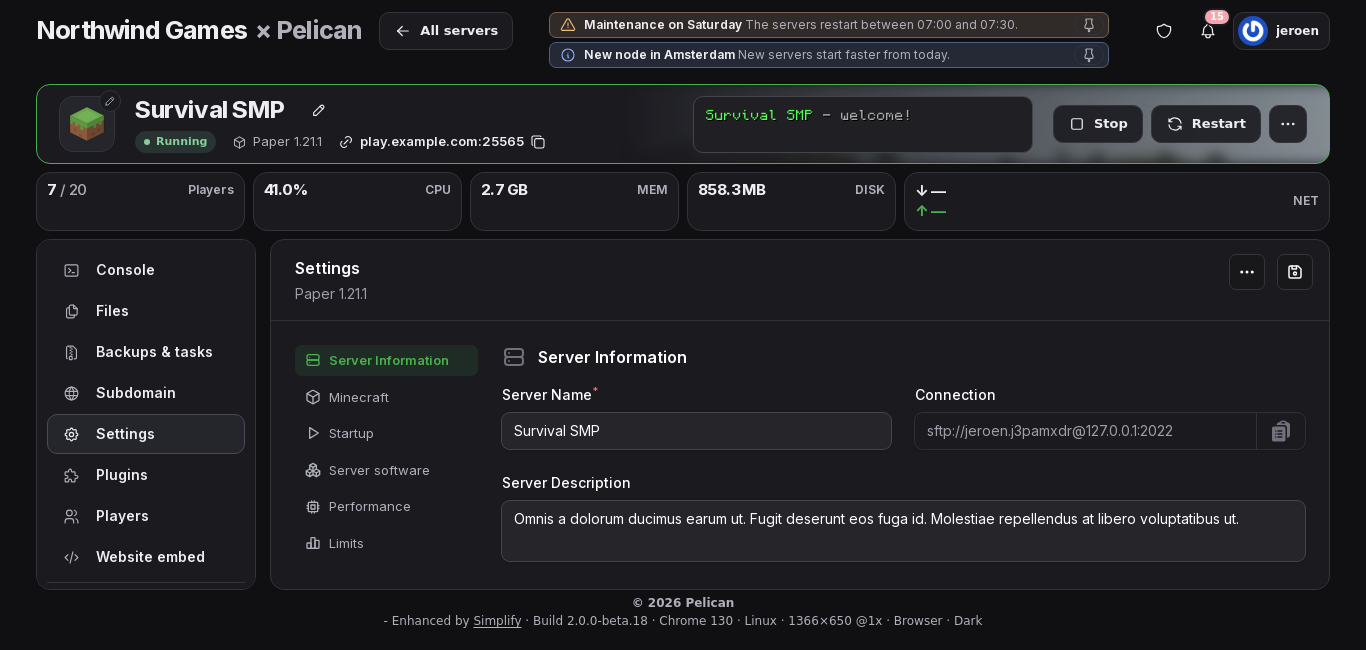 Northwind Games × Pelican
All servers
Maintenance on Saturday The servers restart between 07:00 and 07:30.
New node in Amsterdam New servers start faster from today.
15
jeroen
Survival SMP
Running
Paper 1.21.1
play.example.com:25565
Survival SMP - welcome!
Stop
Restart
7 / 20
Players
41.0%
CPU
2.7 GB
MEM
858.3 MB
DISK
↓ —
↑ —
NET
Console
Files
Backups & tasks
Subdomain
Settings
Plugins
Players
Website embed
Settings
Paper 1.21.1
Server Information
Minecraft
Startup
Server software
Performance
Limits
Server Information
Server Name*
Survival SMP
Connection
sftp://jeroen.j3pamxdr@127.0.0.1:2022
Server Description
Omnis a dolorum ducimus earum ut. Fugit deserunt eos fuga id. Molestiae repellendus at libero voluptatibus ut.
© 2026 Pelican
- Enhanced by Simplify · Build 2.0.0-beta.18 · Chrome 130 · Linux · 1366×650 @1x · Browser · Dark